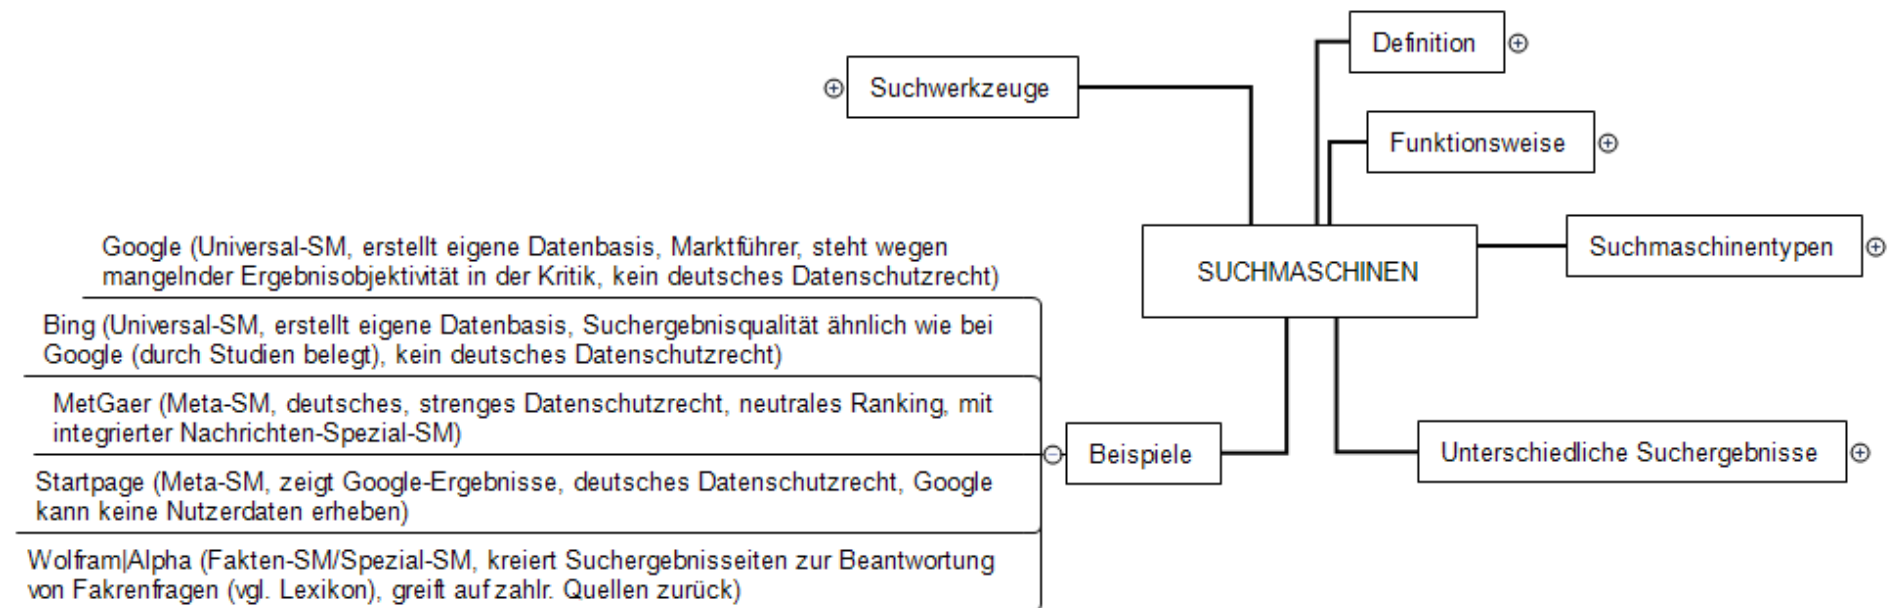 Definition
Suchwerkzeuge
Funktionsweise
Suchmaschinentypen
SUCHMASCHINEN
Google (Universal-SM, erstellt eigene Datenbasis, Marktführer, steht wegen
mangelnder Ergebnisobjektivität in der Kritik, kein deutsches Datenschutzrecht)
Bing (Universal-SM, erstellt eigene Datenbasis, Suchergebnisqualität ähnlich wie bei
Google (durch Studien belegt), kein deutsches Datenschutzrecht)
MetGaer (Meta-SM, deutsches, strenges Datenschutzrecht, neutrales Ranking, mit
integrierter Nachrichten-Spezial-SM)
Beispiele
Unterschiedliche Suchergebnisse
Startpage (Meta-SM, zeigt Google-Ergebnisse, deutsches Datenschutzrecht, Google
kann keine Nutzerdaten erheben)
Wolfram|Alpha (Fakten-SM/Spezial-SM, kreiert Suchergebnisseiten zur Beantwortung
von Fakrenfragen (vgl. Lexikon), greift auf zahlr. Quellen zurück)